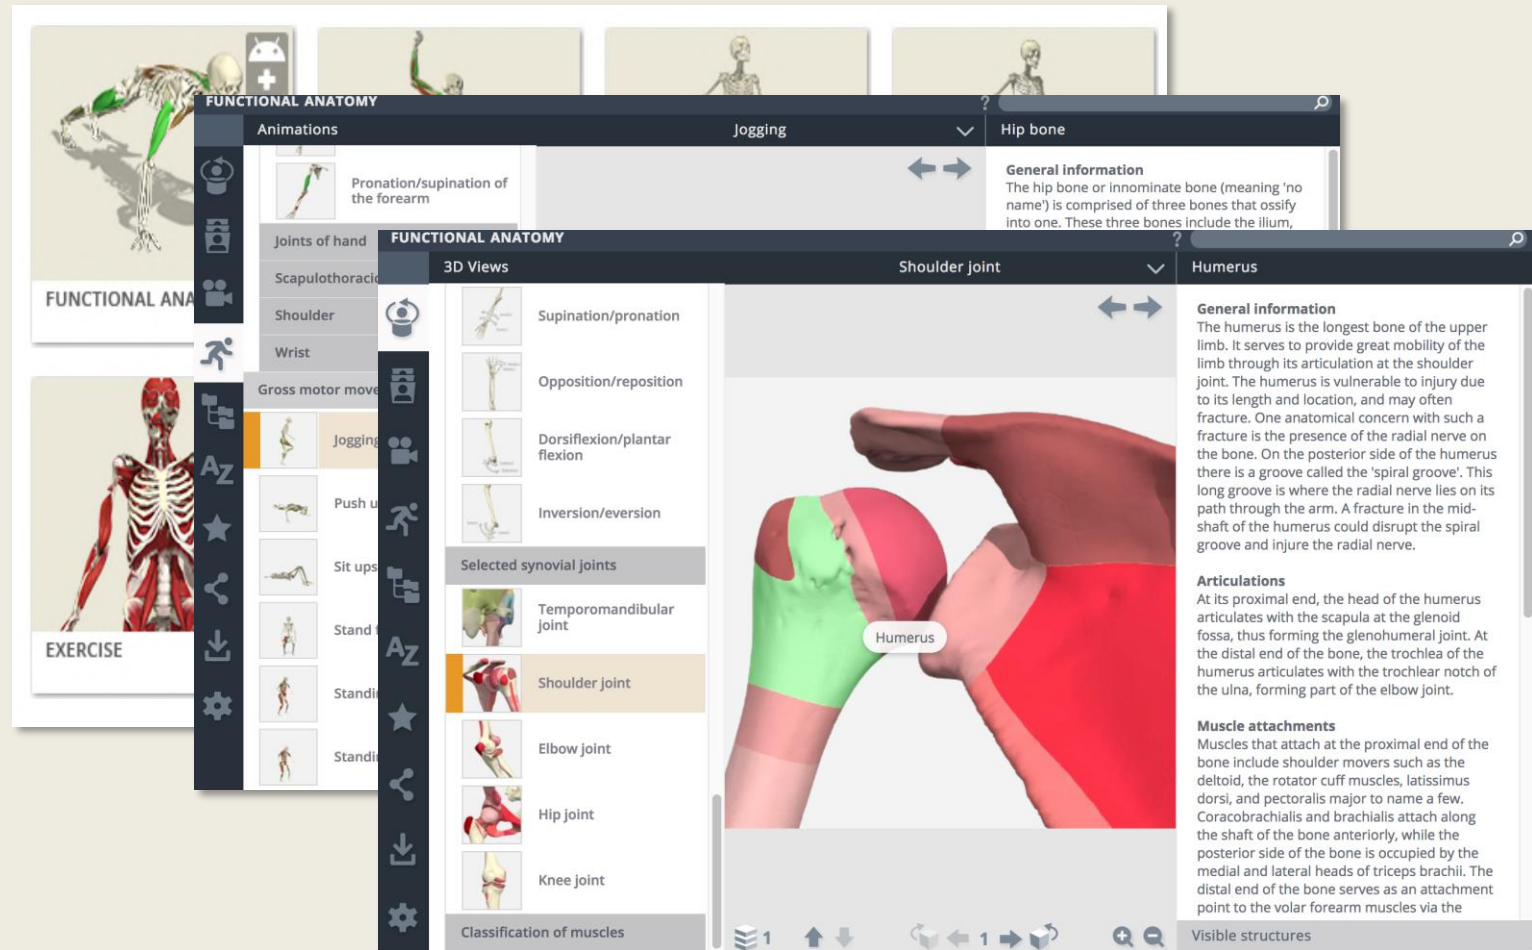 FUNCTIONAL ANA
EXERCISE
FUNCTIONAL ANATOMY
?
Animations
Jogging
Hip bone
Pronation/supination of
the forearm
Joints of hand
Scapulothoracic
Shoulder
Wrist
Gross motor move
Jogging
Push u
Sit ups
Stand
Standi
Standi
AZ
General information
The hip bone or innominate bone (meaning 'no
name') is comprised of three bones that ossify
into one. These three bones include the ilium,
FUNCTIONAL ANATOMY
?
3D Views
Shoulder joint
Humerus
AZ
Supination/pronation
Opposition/reposition
Dorsiflexion/plantar
flexion
Inversion/eversion
Selected synovial joints
Temporomandibular
joint
Shoulder joint
Elbow joint
Hip joint
Knee joint
Classification of muscles
Humerus
1
1
General information
The humerus is the longest bone of the upper
limb. It serves to provide great mobility of the
limb through its articulation at the shoulder
joint. The humerus is vulnerable to injury due
to its length and location, and may often
fracture. One anatomical concern with such a
fracture is the presence of the radial nerve on
the bone. On the posterior side of the humerus
there is a groove called the 'spiral groove'. This
long groove is where the radial nerve lies on its
path through the arm. A fracture in the mid-
shaft of the humerus could disrupt the spiral
groove and injure the radial nerve.
Articulations
At its proximal end, the head of the humerus
articulates with the scapula at the glenoid
fossa, thus forming the glenohumeral joint. At
the distal end of the bone, the trochlea of the
humerus articulates with the trochlear notch of
the ulna, forming part of the elbow joint.
Muscle attachments
Muscles that attach at the proximal end of the
bone include shoulder movers such as the
deltoid, the rotator cuff muscles, latissimus
dorsi, and pectoralis major to name a few.
Coracobrachialis and brachialis attach along
the shaft of the bone anteriorly, while the
posterior side of the bone is occupied by the
medial and lateral heads of triceps brachii. The
distal end of the bone serves as an attachment
point to the volar forearm muscles via the
Visible structures